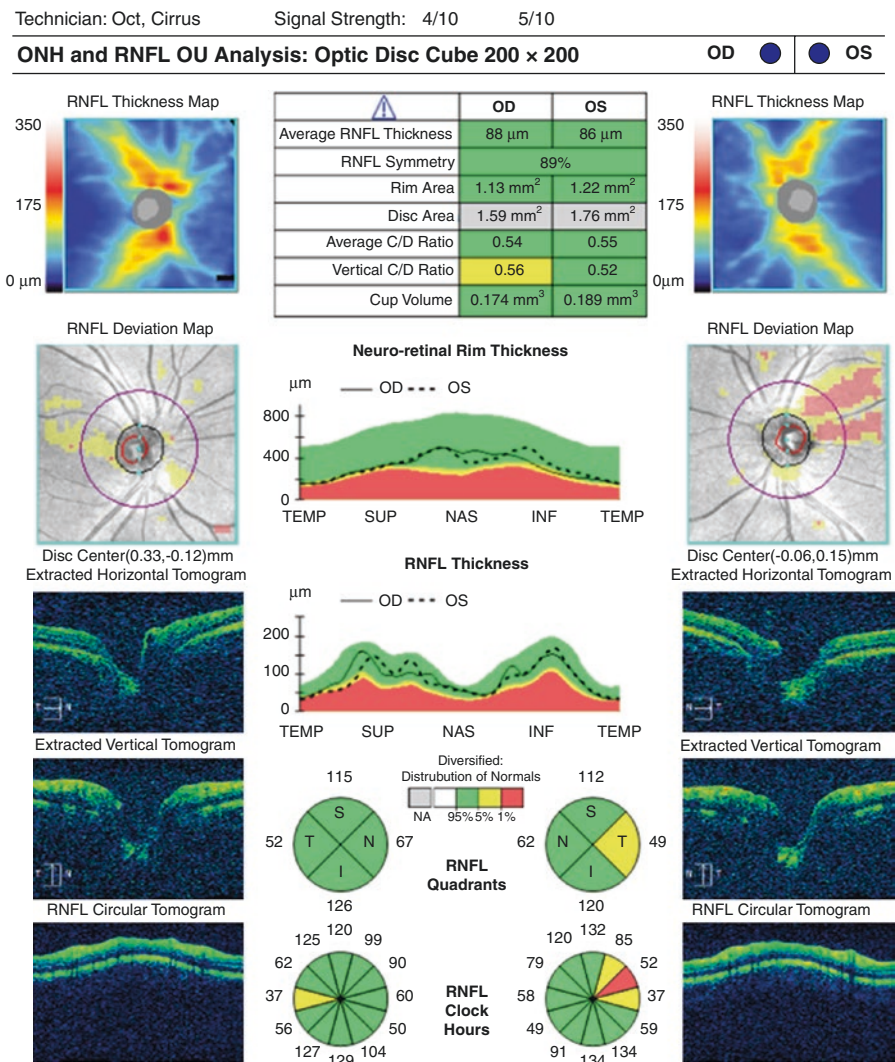 Technician: Oct, Cirrus Signal Strength: 4/10 5/10
ONH and RNFL OU Analysis: Optic Disc Cube 200 × 200 OD OS
RNFL Thickness Map
350
175
0 μm
OD OS
Average RNFL Thickness 88 μm 86 μm
RNFL Symmetry 89%
Rim Area 1.13 mm² 1.22 mm²
Disc Area 1.59 mm² 1.76 mm²
Average C/D Ratio 0.54 0.55
Vertical C/D Ratio 0.56 0.52
Cup Volume 0.174 mm³ 0.189 mm³
RNFL Thickness Map
350
175
0μm
RNFL Deviation Map
Disc Center(0.33,-0.12)mm
Neuro-retinal Rim Thickness
μm
OD OS
800
400
0
TEMP SUP NAS INF TEMP
RNFL Deviation Map
Disc Center(-0.06,0.15)mm
Extracted Horizontal Tomogram
T N
RNFL Thickness
μm
OD OS
200
100
0
TEMP SUP NAS INF TEMP
Extracted Horizontal Tomogram
N T
Extracted Vertical Tomogram
Diversified:
Distrubution of Normals
NA 95% 5% 1%
115
S
52 T N 67
I
126
RNFL
Quadrants
112
S
62 N T 49
I
120
Extracted Vertical Tomogram
RNFL Circular Tomogram
120
125 99
62 90
37 60
56 50
127 104
129
RNFL
Clock
Hours
132
120 85
79 52
58 37
49 59
91 134
134
RNFL Circular Tomogram